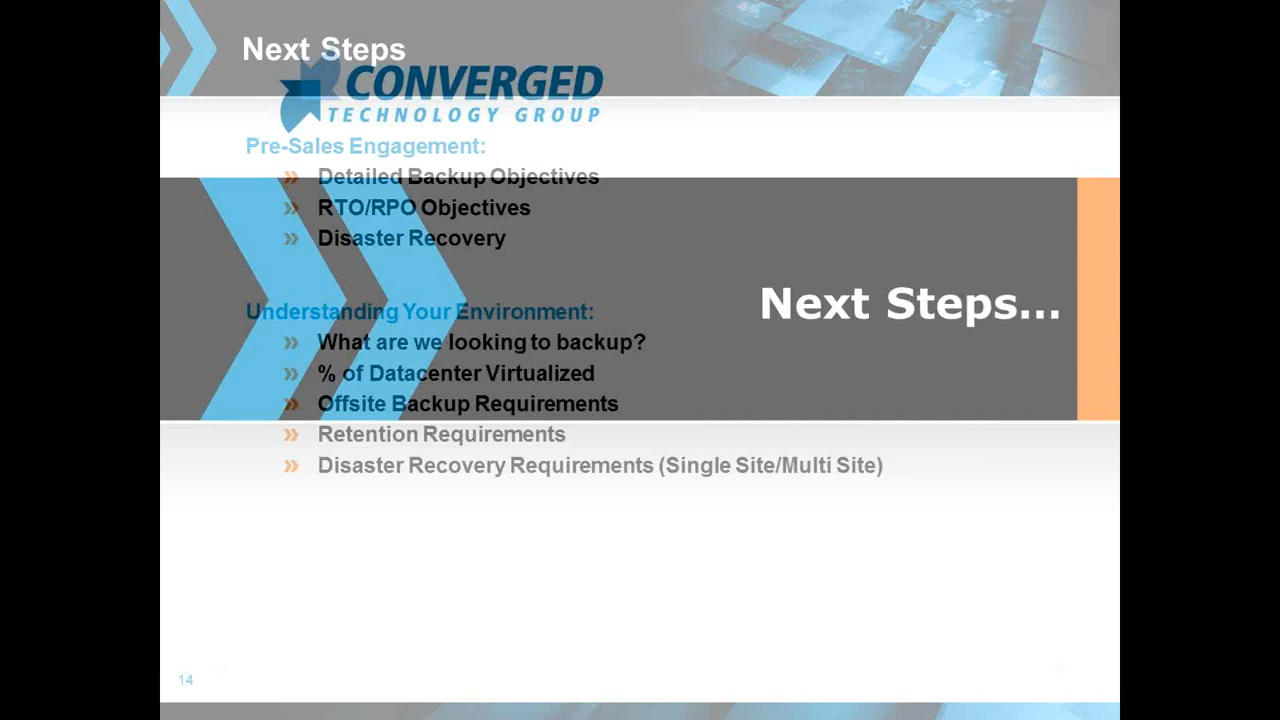 Next Steps
CONVERGED
TECHNOLOGY GROUP
Pre-Sales Engagement:
» Detailed Backup Objectives
» RTO/RPO Objectives
» Disaster Recovery
Next Steps...
Understanding Your Environment:
» What are we looking to backup?
» % of Datacenter Virtualized
» Offsite Backup Requirements
» Retention Requirements
» Disaster Recovery Requirements (Single Site/Multi Site)
14